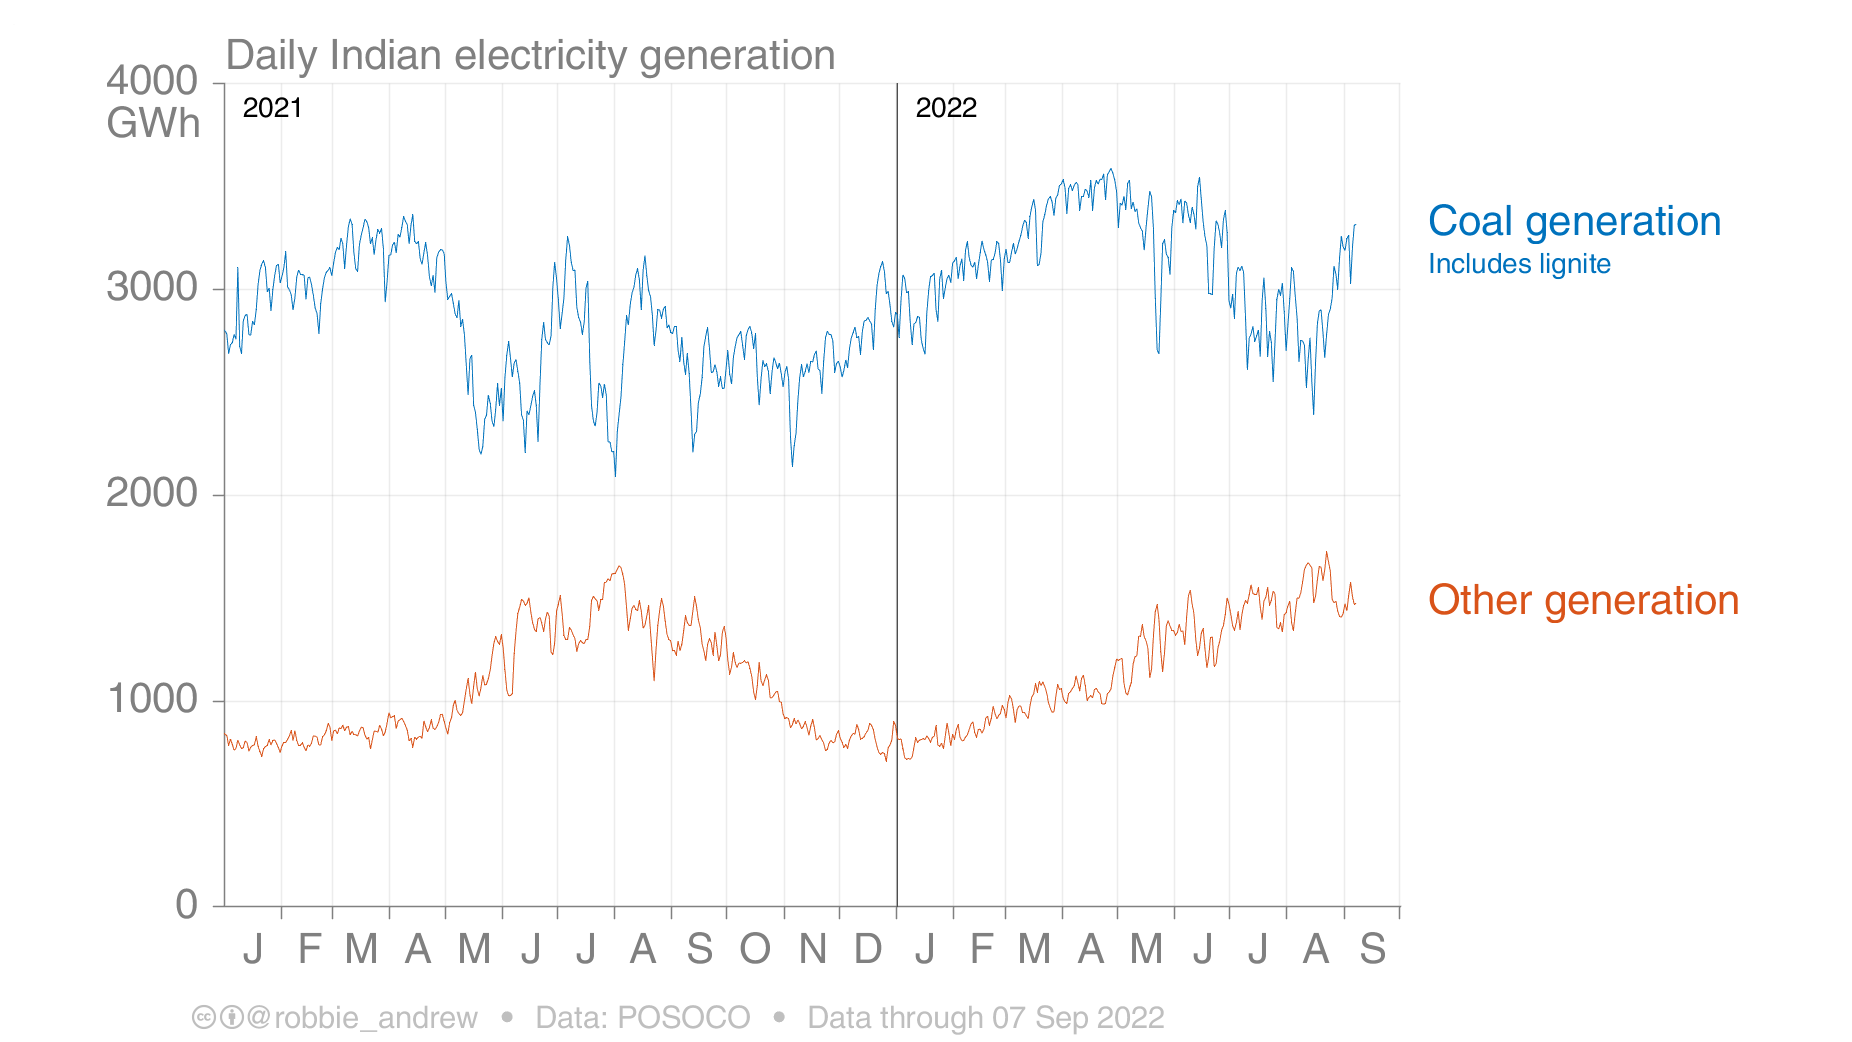 Daily Indian electricity generation
4000
GWh
2021
2022
3000
2000
1000
0
Coal generation
Includes lignite
Other generation
J F M A M J J A S O N D J F M A M J J A S
cc @robbie_andrew • Data: POSOCO • Data through 07 Sep 2022